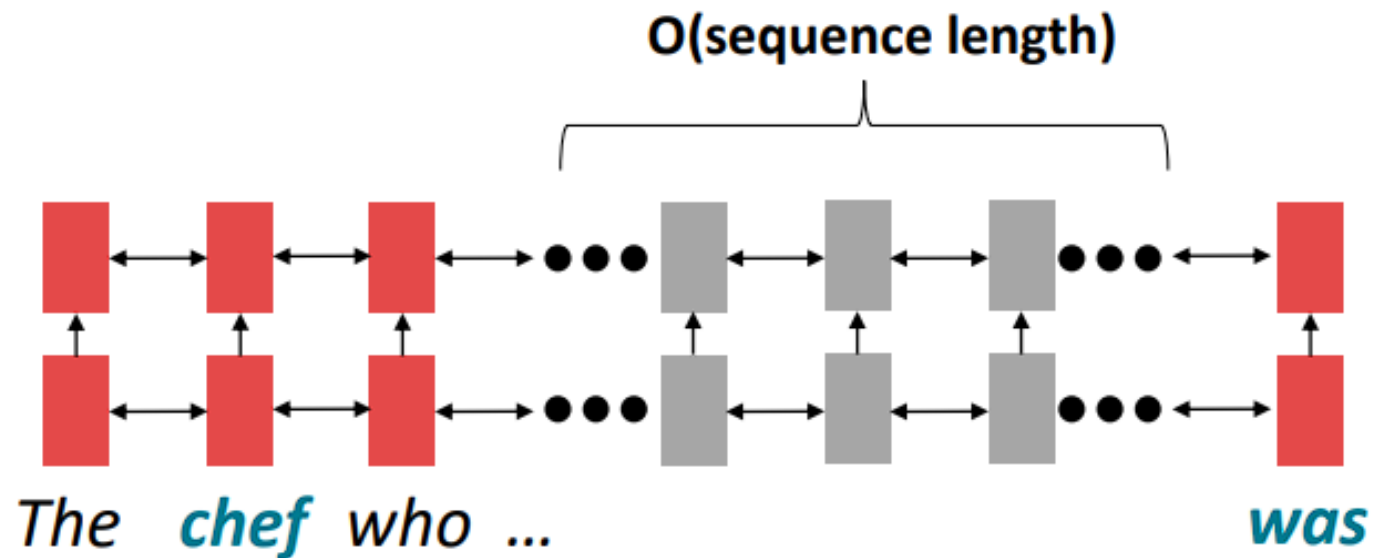 O(sequence length)
The chef who ... was